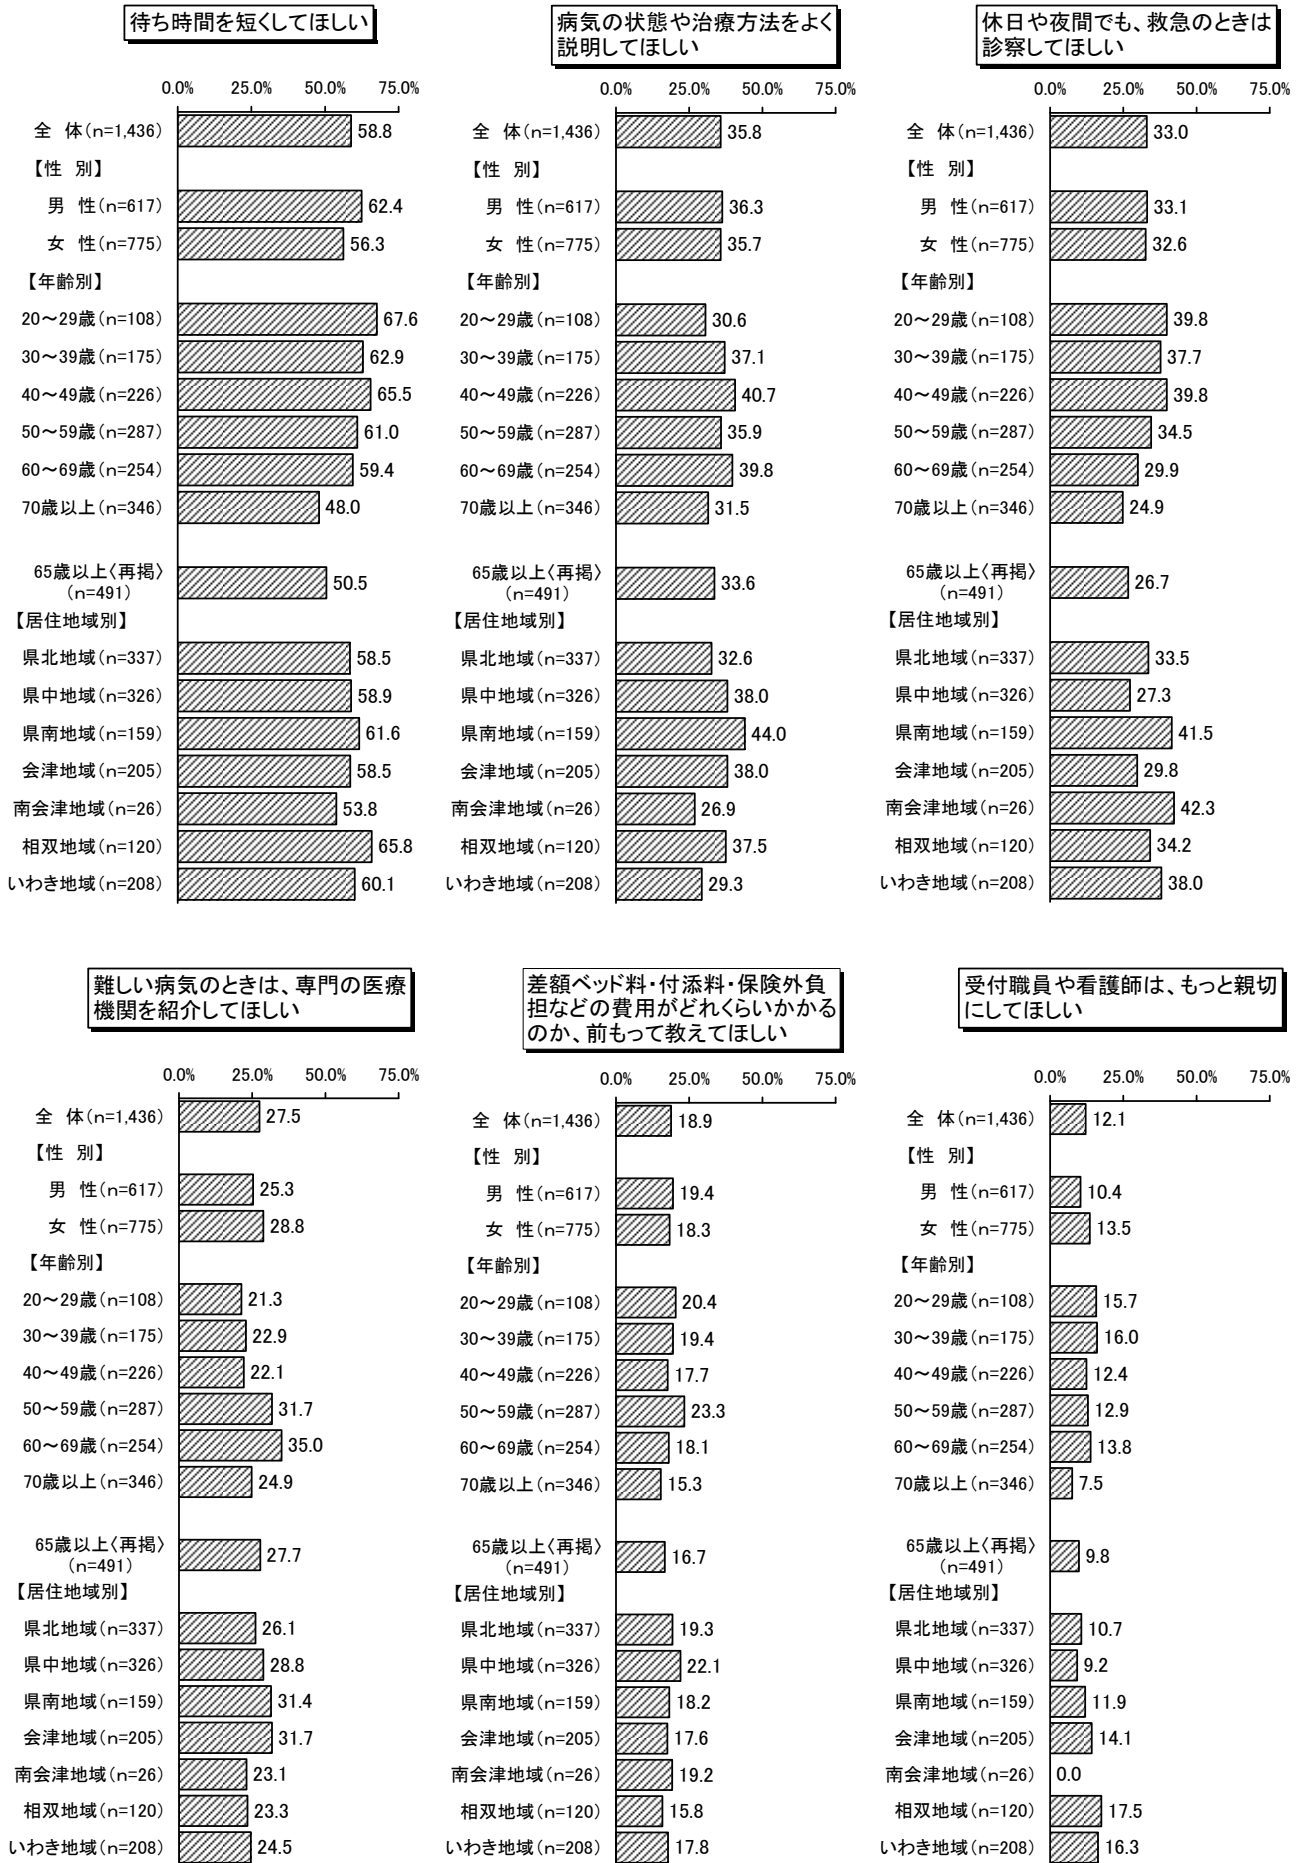 待ち時間を短くしてほしい
0.0% 25.0% 50.0% 75.0%
全 体(n=1,436) 58.8
【性 別】
男 性(n=617) 62.4
女 性(n=775) 56.3
【年齢別】
20～29歳(n=108) 67.6
30～39歳(n=175) 62.9
40～49歳(n=226) 65.5
50～59歳(n=287) 61.0
60～69歳(n=254) 59.4
70歳以上(n=346) 48.0
65歳以上〈再掲〉
(n=491) 50.5
【居住地域別】
県北地域(n=337) 58.5
県中地域(n=326) 58.9
県南地域(n=159) 61.6
会津地域(n=205) 58.5
南会津地域(n=26) 53.8
相双地域(n=120) 65.8
いわき地域(n=208) 60.1
病気の状態や治療方法をよく
説明してほしい
0.0% 25.0% 50.0% 75.0%
全 体(n=1,436) 35.8
【性 別】
男 性(n=617) 36.3
女 性(n=775) 35.7
【年齢別】
20～29歳(n=108) 30.6
30～39歳(n=175) 37.1
40～49歳(n=226) 40.7
50～59歳(n=287) 35.9
60～69歳(n=254) 39.8
70歳以上(n=346) 31.5
65歳以上〈再掲〉
(n=491) 33.6
【居住地域別】
県北地域(n=337) 32.6
県中地域(n=326) 38.0
県南地域(n=159) 44.0
会津地域(n=205) 38.0
南会津地域(n=26) 26.9
相双地域(n=120) 37.5
いわき地域(n=208) 29.3
休日や夜間でも、救急のときは
診察してほしい
0.0% 25.0% 50.0% 75.0%
全 体(n=1,436) 33.0
【性 別】
男 性(n=617) 33.1
女 性(n=775) 32.6
【年齢別】
20～29歳(n=108) 39.8
30～39歳(n=175) 37.7
40～49歳(n=226) 39.8
50～59歳(n=287) 34.5
60～69歳(n=254) 29.9
70歳以上(n=346) 24.9
65歳以上〈再掲〉
(n=491) 26.7
【居住地域別】
県北地域(n=337) 33.5
県中地域(n=326) 27.3
県南地域(n=159) 41.5
会津地域(n=205) 29.8
南会津地域(n=26) 42.3
相双地域(n=120) 34.2
いわき地域(n=208) 38.0
難しい病気のときは、専門の医療
機関を紹介してほしい
0.0% 25.0% 50.0% 75.0%
全 体(n=1,436) 27.5
【性 別】
男 性(n=617) 25.3
女 性(n=775) 28.8
【年齢別】
20～29歳(n=108) 21.3
30～39歳(n=175) 22.9
40～49歳(n=226) 22.1
50～59歳(n=287) 31.7
60～69歳(n=254) 35.0
70歳以上(n=346) 24.9
65歳以上〈再掲〉
(n=491) 27.7
【居住地域別】
県北地域(n=337) 26.1
県中地域(n=326) 28.8
県南地域(n=159) 31.4
会津地域(n=205) 31.7
南会津地域(n=26) 23.1
相双地域(n=120) 23.3
いわき地域(n=208) 24.5
差額ベッド料・付添料・保険外負
担などの費用がどれくらいかかる
のか、前もって教えてほしい
0.0% 25.0% 50.0% 75.0%
全 体(n=1,436) 18.9
【性 別】
男 性(n=617) 19.4
女 性(n=775) 18.3
【年齢別】
20～29歳(n=108) 20.4
30～39歳(n=175) 19.4
40～49歳(n=226) 17.7
50～59歳(n=287) 23.3
60～69歳(n=254) 18.1
70歳以上(n=346) 15.3
65歳以上〈再掲〉
(n=491) 16.7
【居住地域別】
県北地域(n=337) 19.3
県中地域(n=326) 22.1
県南地域(n=159) 18.2
会津地域(n=205) 17.6
南会津地域(n=26) 19.2
相双地域(n=120) 15.8
いわき地域(n=208) 17.8
受付職員や看護師は、もっと親切
にしてほしい
0.0% 25.0% 50.0% 75.0%
全 体(n=1,436) 12.1
【性 別】
男 性(n=617) 10.4
女 性(n=775) 13.5
【年齢別】
20～29歳(n=108) 15.7
30～39歳(n=175) 16.0
40～49歳(n=226) 12.4
50～59歳(n=287) 12.9
60～69歳(n=254) 13.8
70歳以上(n=346) 7.5
65歳以上〈再掲〉
(n=491) 9.8
【居住地域別】
県北地域(n=337) 10.7
県中地域(n=326) 9.2
県南地域(n=159) 11.9
会津地域(n=205) 14.1
南会津地域(n=26) 0.0
相双地域(n=120) 17.5
いわき地域(n=208) 16.3